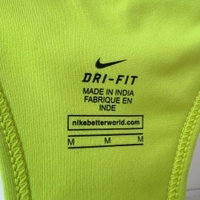 DRI-FIT
MADE IN INDIA
FABRIQUE EN
INDE
nikebetterworld.com
M M M